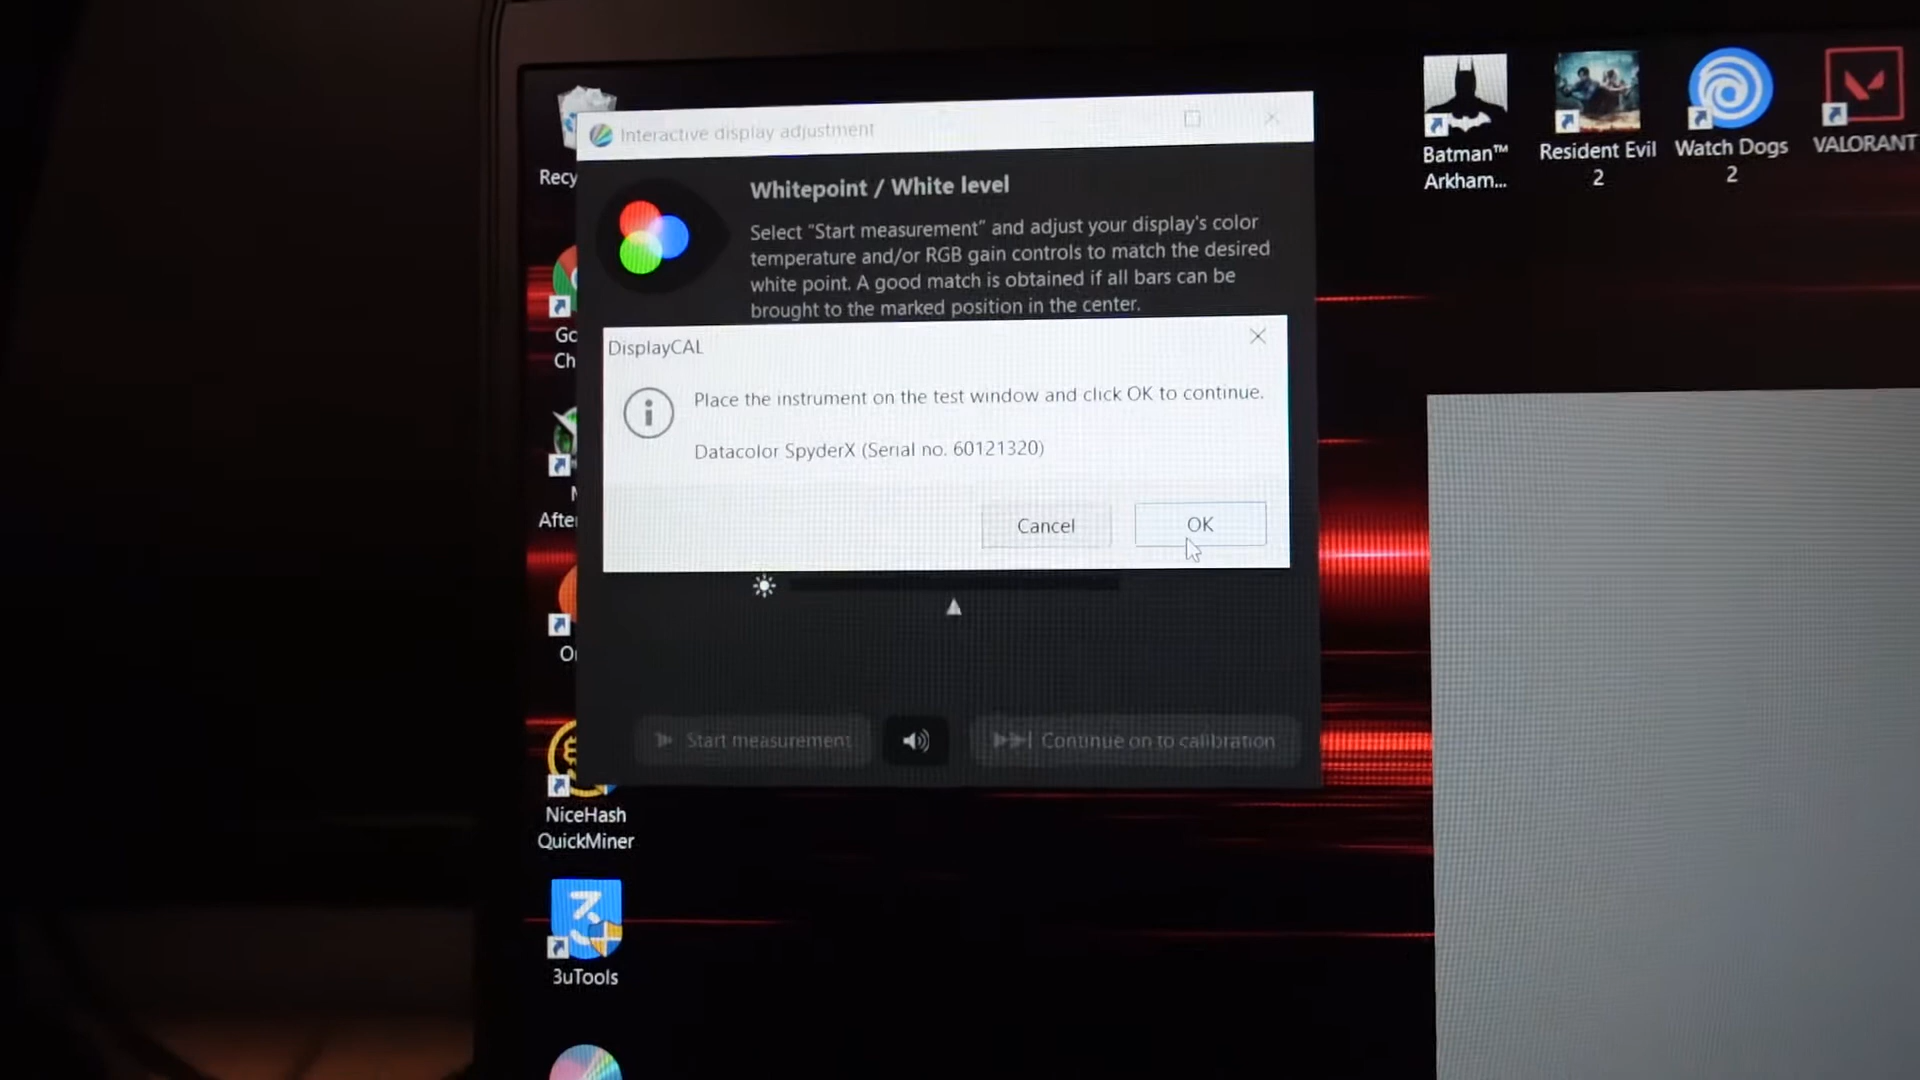 Interactive display adjustment
Whitepoint / White level
Select "Start measurement" and adjust your display's color
temperature and/or RGB gain controls to match the desired
white point. A good match is obtained if all bars can be
brought to the marked position in the center.
DisplayCAL
Place the instrument on the test window and click OK to continue.
Datacolor SpyderX (Serial no. 60121320)
Cancel
OK
Start measurement
Continue on to calibration
Recy
Go
Ch
After
NiceHash
QuickMiner
3uTools
Batman™
Arkham...
Resident Evil
2
Watch Dogs
2
VALORANT